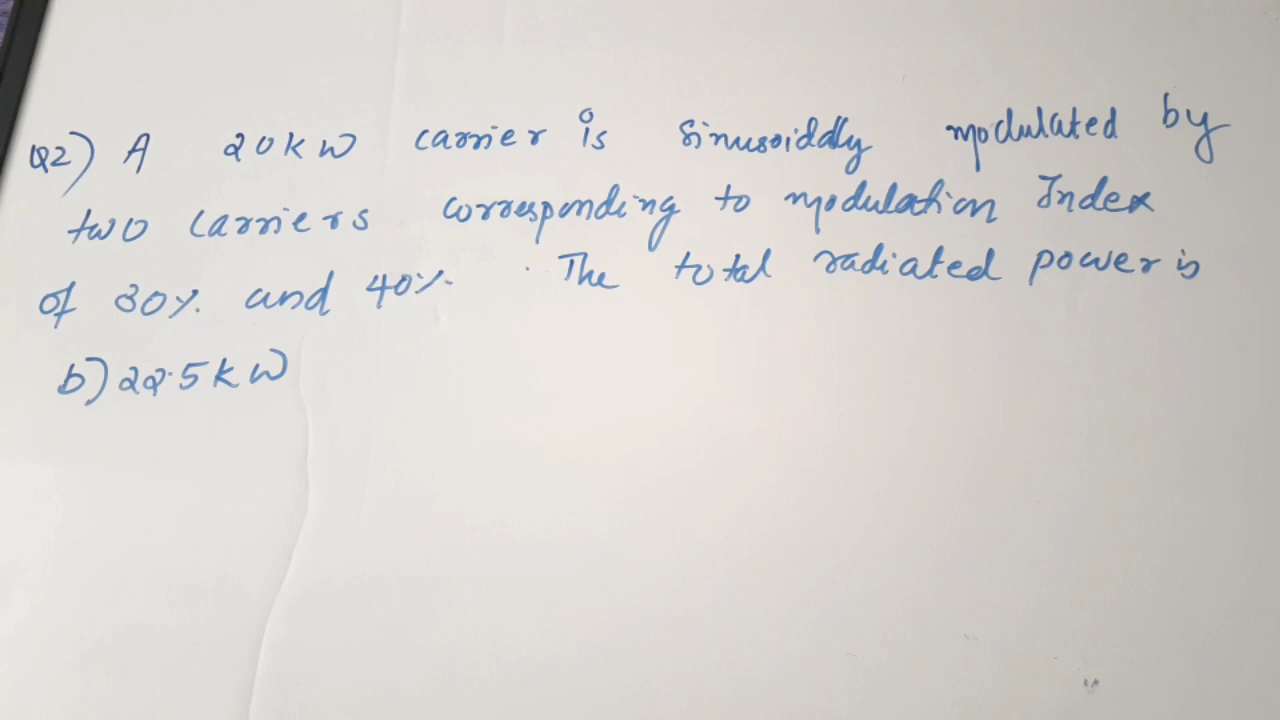 Q2) A 20kW carrier is sinusoidally modulated by
two carriers corresponding to modulation Index
of 30%. and 40%. The total radiated power is
b) 22.5kW